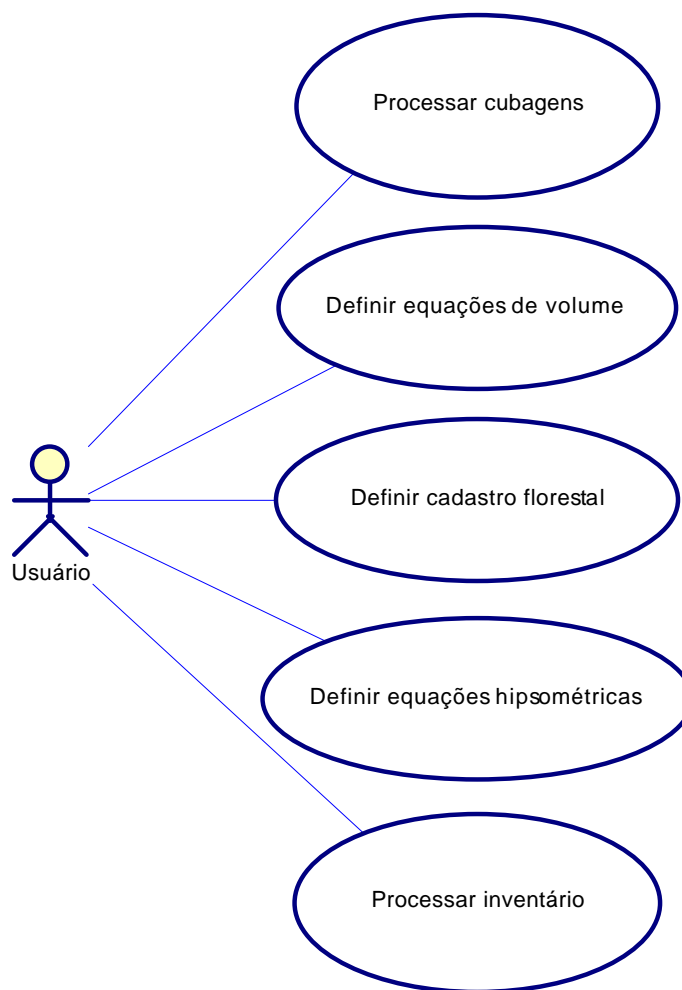 Processar cubagens
Definir equações de volume
Definir cadastro florestal
Usuário
Definir equações hipsométricas
Processar inventário